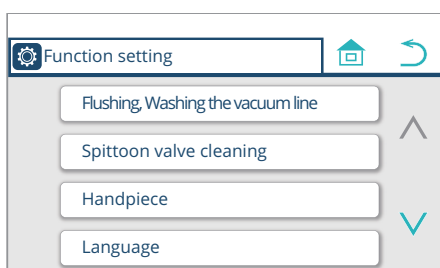 Function setting
Flushing, Washing the vacuum line
Spittoon valve cleaning
Handpiece
Language